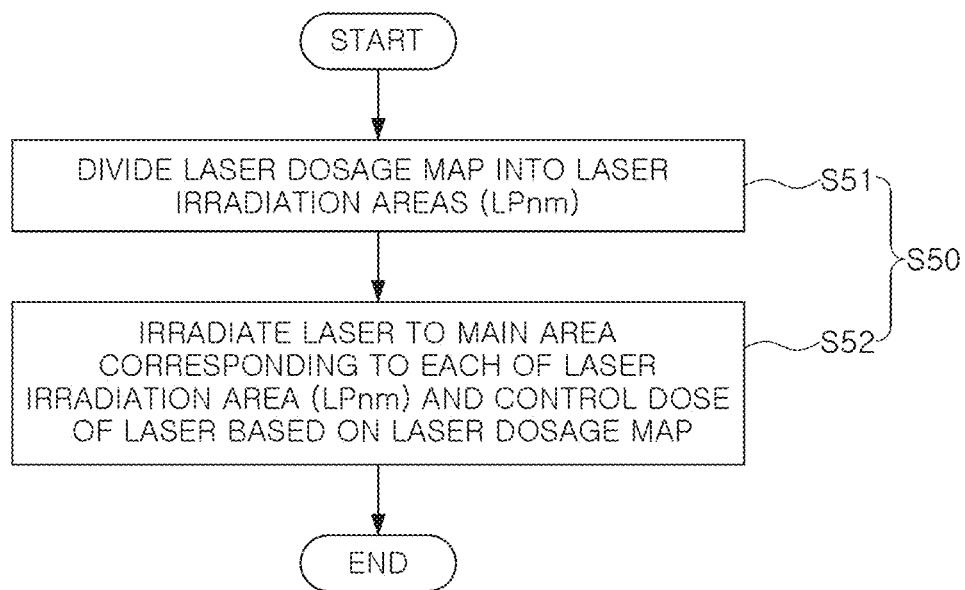 START
DIVIDE LASER DOSAGE MAP INTO LASER
IRRADIATION AREAS (LPnm)
S51
S50
IRRADIATE LASER TO MAIN AREA
CORRESPONDING TO EACH OF LASER
IRRADIATION AREA (LPnm) AND CONTROL DOSE
OF LASER BASED ON LASER DOSAGE MAP
S52
END